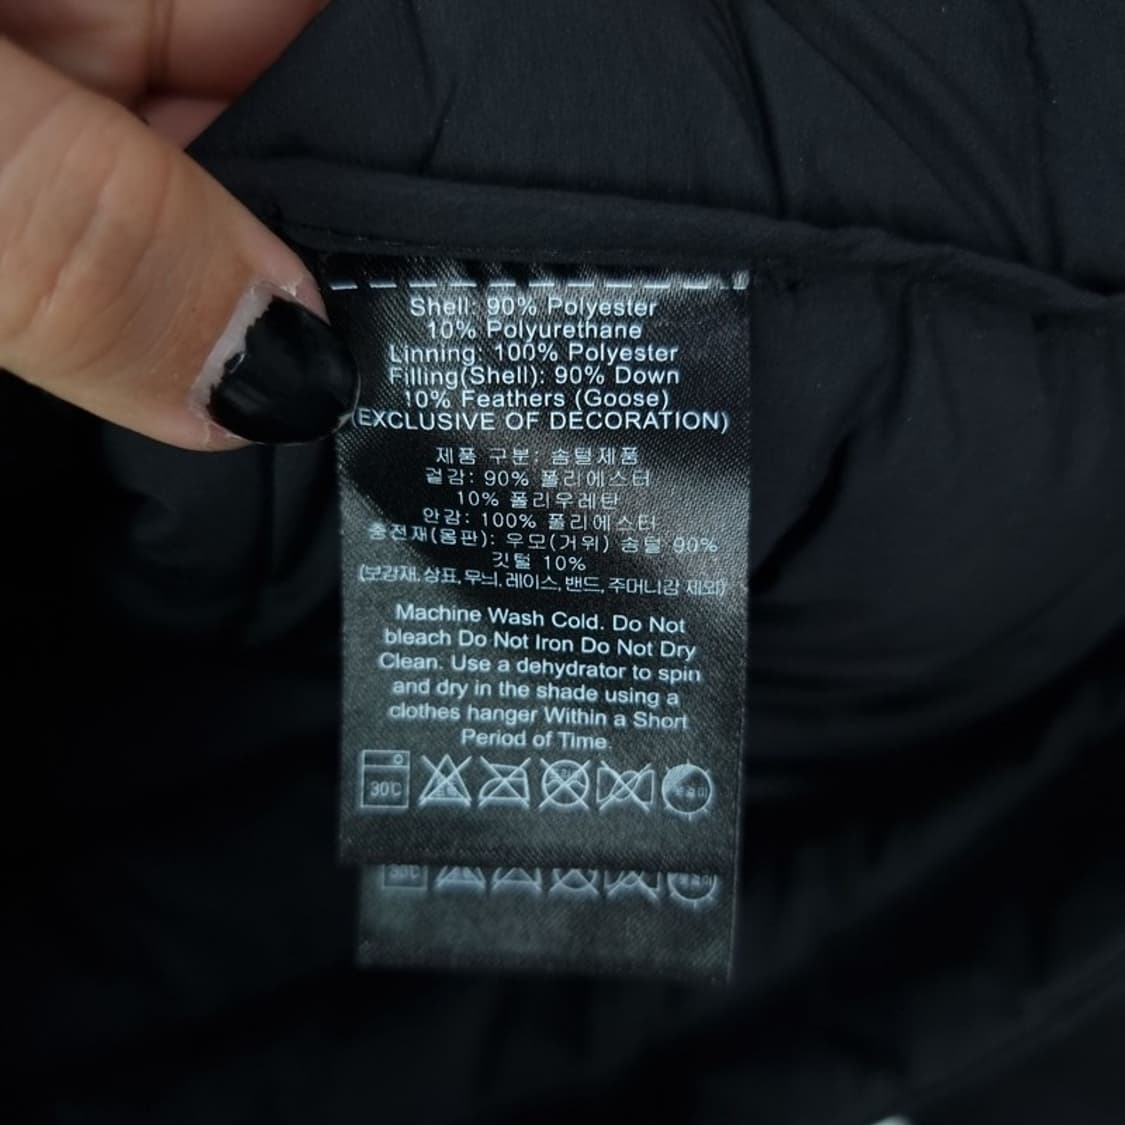 Shell: 90% Polyester
10% Polyurethane
Linning: 100% Polyester
Filling(Shell): 90% Down
10% Feathers (Goose)
(EXCLUSIVE OF DECORATION)
제품 구분: 솜털제품
겉감: 90% 폴리에스터
10% 폴리우레탄
안감: 100% 폴리에스터
충전재(몸판): 우모(거위) 솜털 90%
깃털 10%
(보강재, 상표, 무늬, 레이스, 밴드, 주머니감 제외)
Machine Wash Cold. Do Not
bleach Do Not Iron Do Not Dry
Clean. Use a dehydrator to spin
and dry in the shade using a
clothes hanger Within a Short
Period of Time.
30℃
30℃